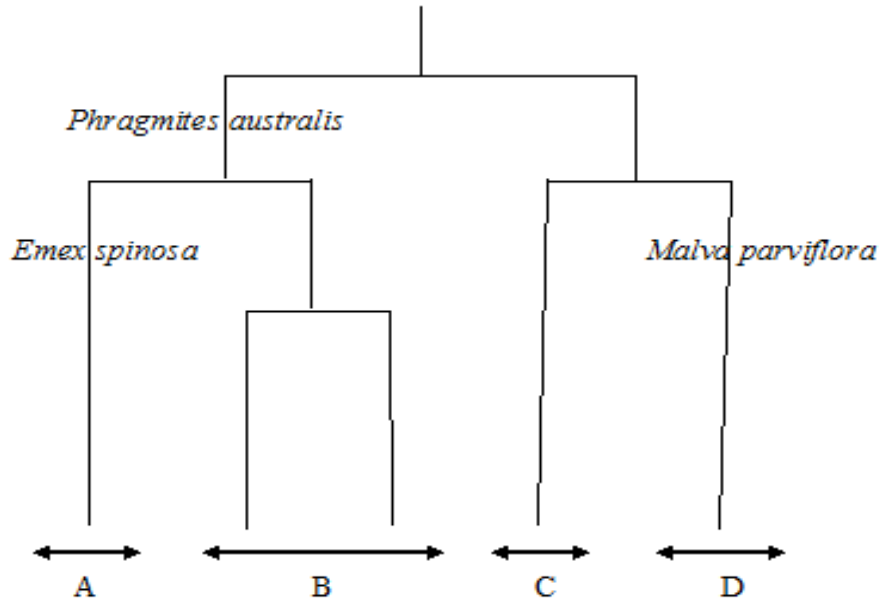 Phragmites australis
Emex spinosa
Malva parviflora
A B C D